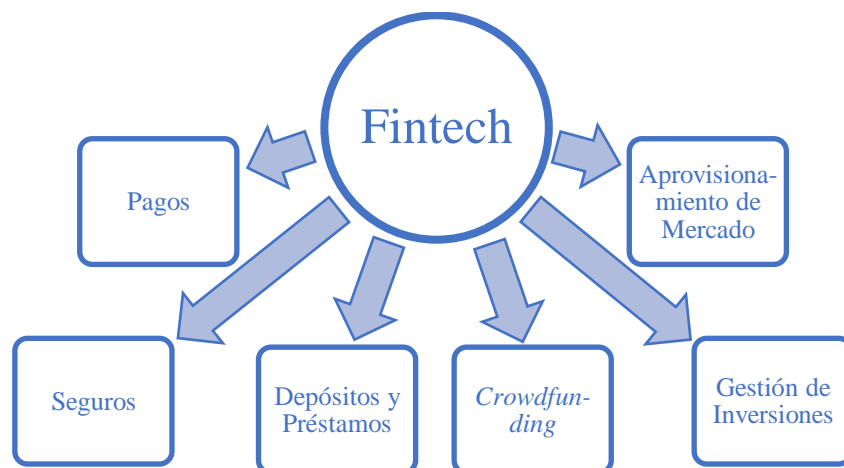 Fintech
Pagos
Aprovisiona-
miento de
Mercado
Seguros
Depósitos y
Préstamos
Crowdfun-
ding
Gestión de
Inversiones